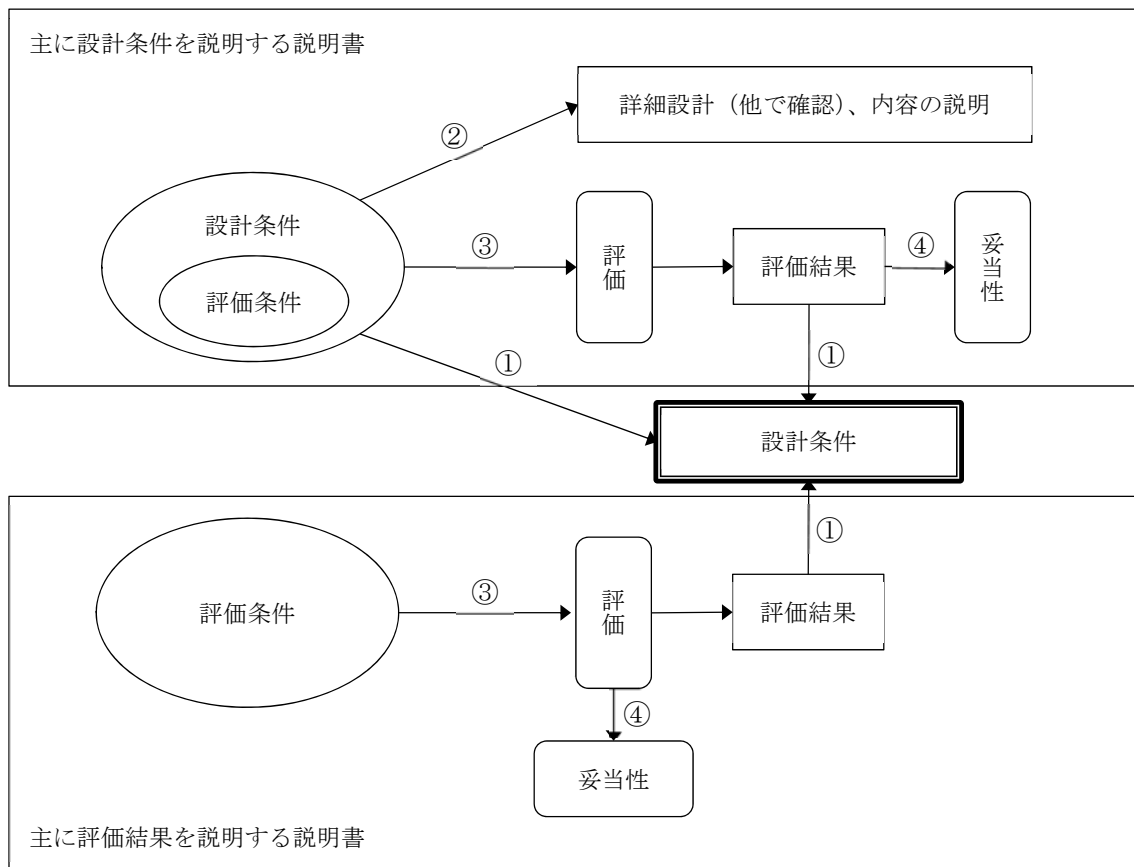 主に設計条件を説明する説明書
詳細設計（他で確認）、内容の説明
②
設計条件
評価条件
③
評価
評価結果
④
妥当性
①
①
設計条件
①
評価条件
③
評価
評価結果
④
妥当性
主に評価結果を説明する説明書